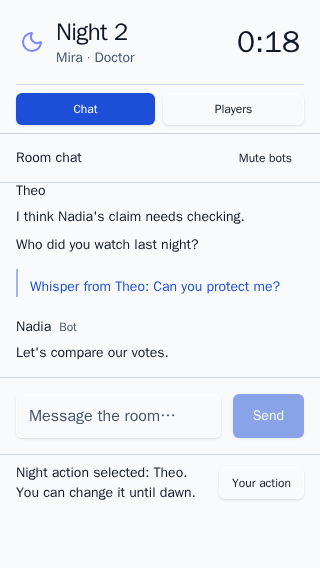 Night 2
Mira · Doctor
0:18
Chat
Players
Room chat
Mute bots
Theo
I think Nadia's claim needs checking.
Who did you watch last night?
Whisper from Theo: Can you protect me?
Nadia Bot
Let's compare our votes.
Message the room···
Send
Night action selected: Theo.
You can change it until dawn.
Your action